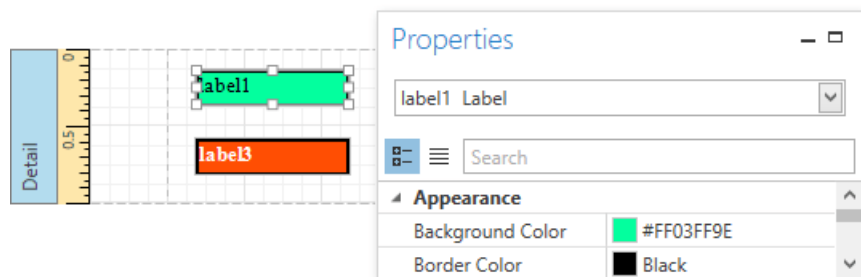 Properties
0
label1
label1 Label
0.5
label3
Detail
Search
Appearance
Background Color #FF03FF9E
Border Color Black